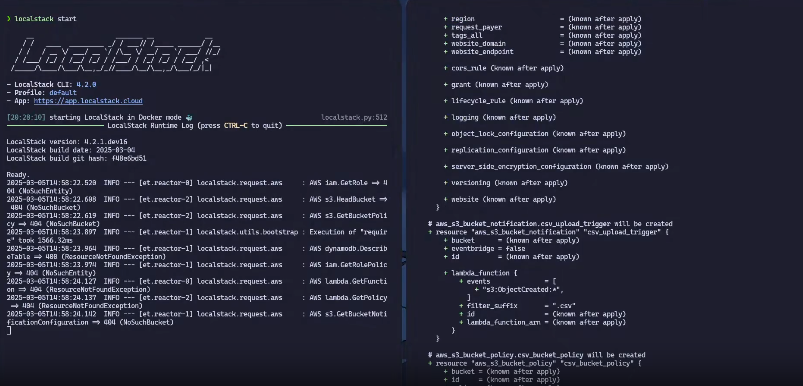 ❯ localstack start
- LocalStack CLI: 4.2.0
- Profile: default
- App: https://app.localstack.cloud
[20:28:10] starting LocalStack in Docker mode 🐳 localstack.py:512
LocalStack Runtime Log (press CTRL-C to quit)
LocalStack version: 4.2.1.dev16
LocalStack build date: 2025-03-04
LocalStack build git hash: f48e6bd51
Ready.
2025-03-05T14:58:22.520 INFO --- [et.reactor-0] localstack.request.aws : AWS iam.GetRole => 4
04 (NoSuchEntity)
2025-03-05T14:58:22.608 INFO --- [et.reactor-2] localstack.request.aws : AWS s3.HeadBucket =>
404 (NoSuchBucket)
2025-03-05T14:58:22.619 INFO --- [et.reactor-2] localstack.request.aws : AWS s3.GetBucketPoli
cy => 404 (NoSuchBucket)
2025-03-05T14:58:23.897 INFO --- [et.reactor-1] localstack.utils.bootstrap : Execution of "requir
e" took 1566.32ms
2025-03-05T14:58:23.964 INFO --- [et.reactor-1] localstack.request.aws : AWS dynamodb.Describ
eTable => 400 (ResourceNotFoundException)
2025-03-05T14:58:23.974 INFO --- [et.reactor-1] localstack.request.aws : AWS iam.GetRolePolic
y => 404 (NoSuchEntity)
2025-03-05T14:58:24.127 INFO --- [et.reactor-0] localstack.request.aws : AWS lambda.GetFuncti
on => 404 (ResourceNotFoundException)
2025-03-05T14:58:24.137 INFO --- [et.reactor-2] localstack.request.aws : AWS lambda.GetPolicy
=> 404 (ResourceNotFoundException)
2025-03-05T14:58:24.142 INFO --- [et.reactor-1] localstack.request.aws : AWS s3.GetBucketNoti
ficationConfiguration => 404 (NoSuchBucket)
+ region = (known after apply)
+ request_payer = (known after apply)
+ tags_all = (known after apply)
+ website_domain = (known after apply)
+ website_endpoint = (known after apply)
+ cors_rule (known after apply)
+ grant (known after apply)
+ lifecycle_rule (known after apply)
+ logging (known after apply)
+ object_lock_configuration (known after apply)
+ replication_configuration (known after apply)
+ server_side_encryption_configuration (known after apply)
+ versioning (known after apply)
+ website (known after apply)
}
# aws_s3_bucket_notification.csv_upload_trigger will be created
+ resource "aws_s3_bucket_notification" "csv_upload_trigger" {
+ bucket = (known after apply)
+ eventbridge = false
+ id = (known after apply)
+ lambda_function {
+ events = [
+ "s3:ObjectCreated:*",
]
+ filter_suffix = ".csv"
+ id = (known after apply)
+ lambda_function_arn = (known after apply)
}
}
# aws_s3_bucket_policy.csv_bucket_policy will be created
+ resource "aws_s3_bucket_policy" "csv_bucket_policy" {
+ bucket = (known after apply)
+ id = (known after apply)